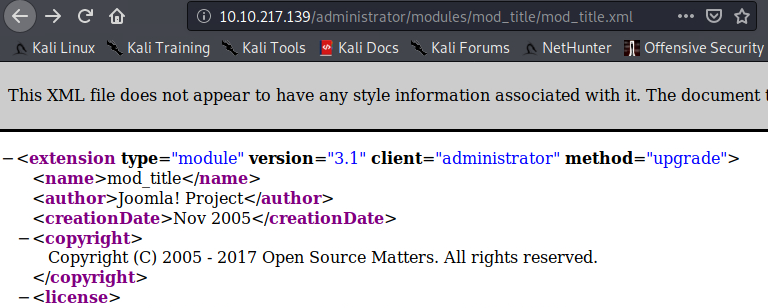 10.10.217.139/administrator/modules/mod_title/mod_title.xml
Kali Linux Kali Training Kali Tools Kali Docs Kali Forums NetHunter Offensive Security
This XML file does not appear to have any style information associated with it. The document
−<extension type="module" version="3.1" client="administrator" method="upgrade">
<name>mod_title</name>
<author>Joomla! Project</author>
<creationDate>Nov 2005</creationDate>
−<copyright>
Copyright (C) 2005 - 2017 Open Source Matters. All rights reserved.
</copyright>
−<license>